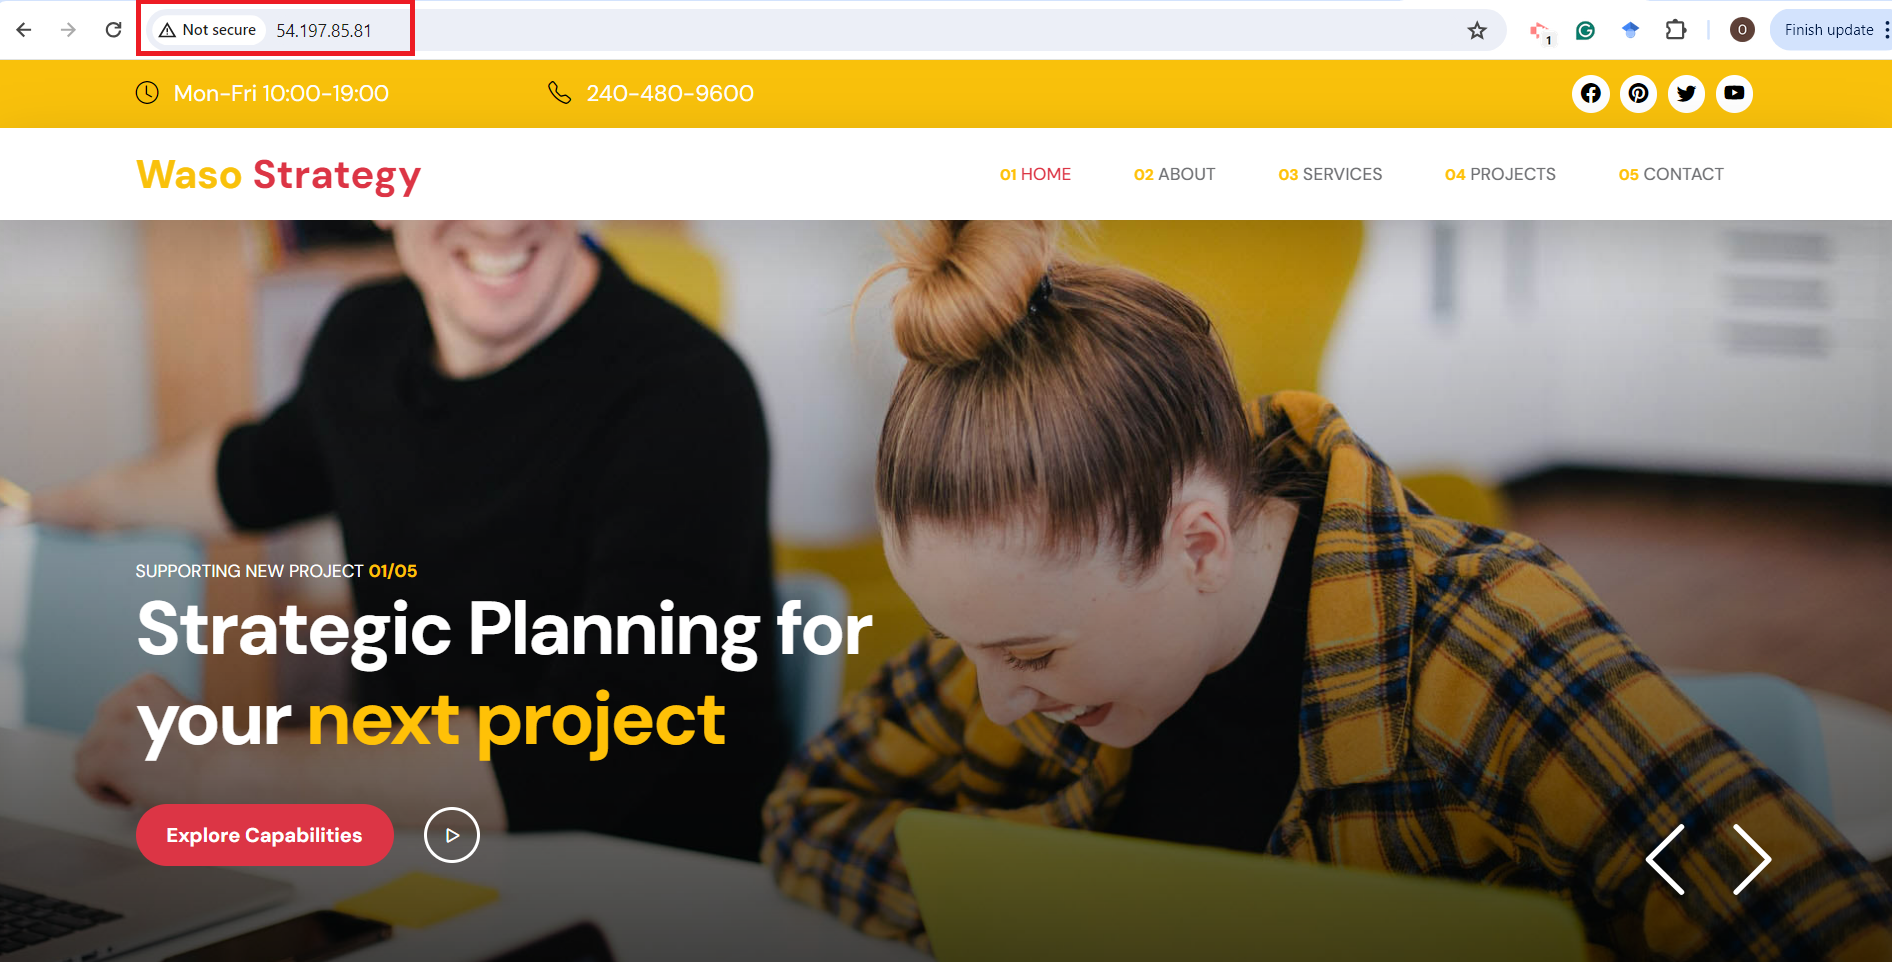 Not secure 54.197.85.81
1
O
Finish update
Mon-Fri 10:00-19:00
240-480-9600
Waso Strategy
01 HOME
02 ABOUT
03 SERVICES
04 PROJECTS
05 CONTACT
SUPPORTING NEW PROJECT 01/05
Strategic Planning for
your next project
Explore Capabilities